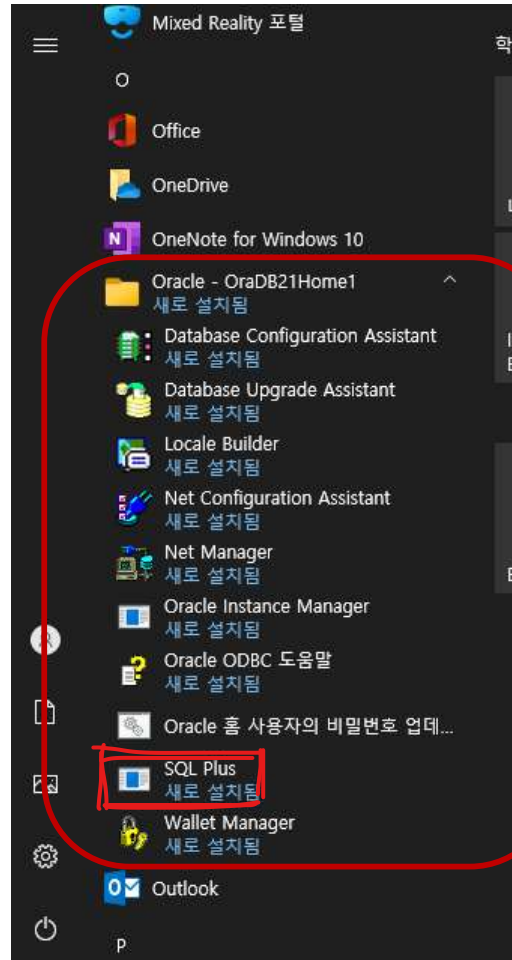 Mixed Reality 포털
학
O
Office
OneDrive
OneNote for Windows 10
Oracle - OraDB21Home1
새로 설치됨
Database Configuration Assistant
새로 설치됨
Database Upgrade Assistant
새로 설치됨
Locale Builder
새로 설치됨
Net Configuration Assistant
새로 설치됨
Net Manager
새로 설치됨
Oracle Instance Manager
새로 설치됨
Oracle ODBC 도움말
새로 설치됨
Oracle 홈 사용자의 비밀번호 업데...
SQL Plus
새로 설치됨
Wallet Manager
새로 설치됨
Outlook
P